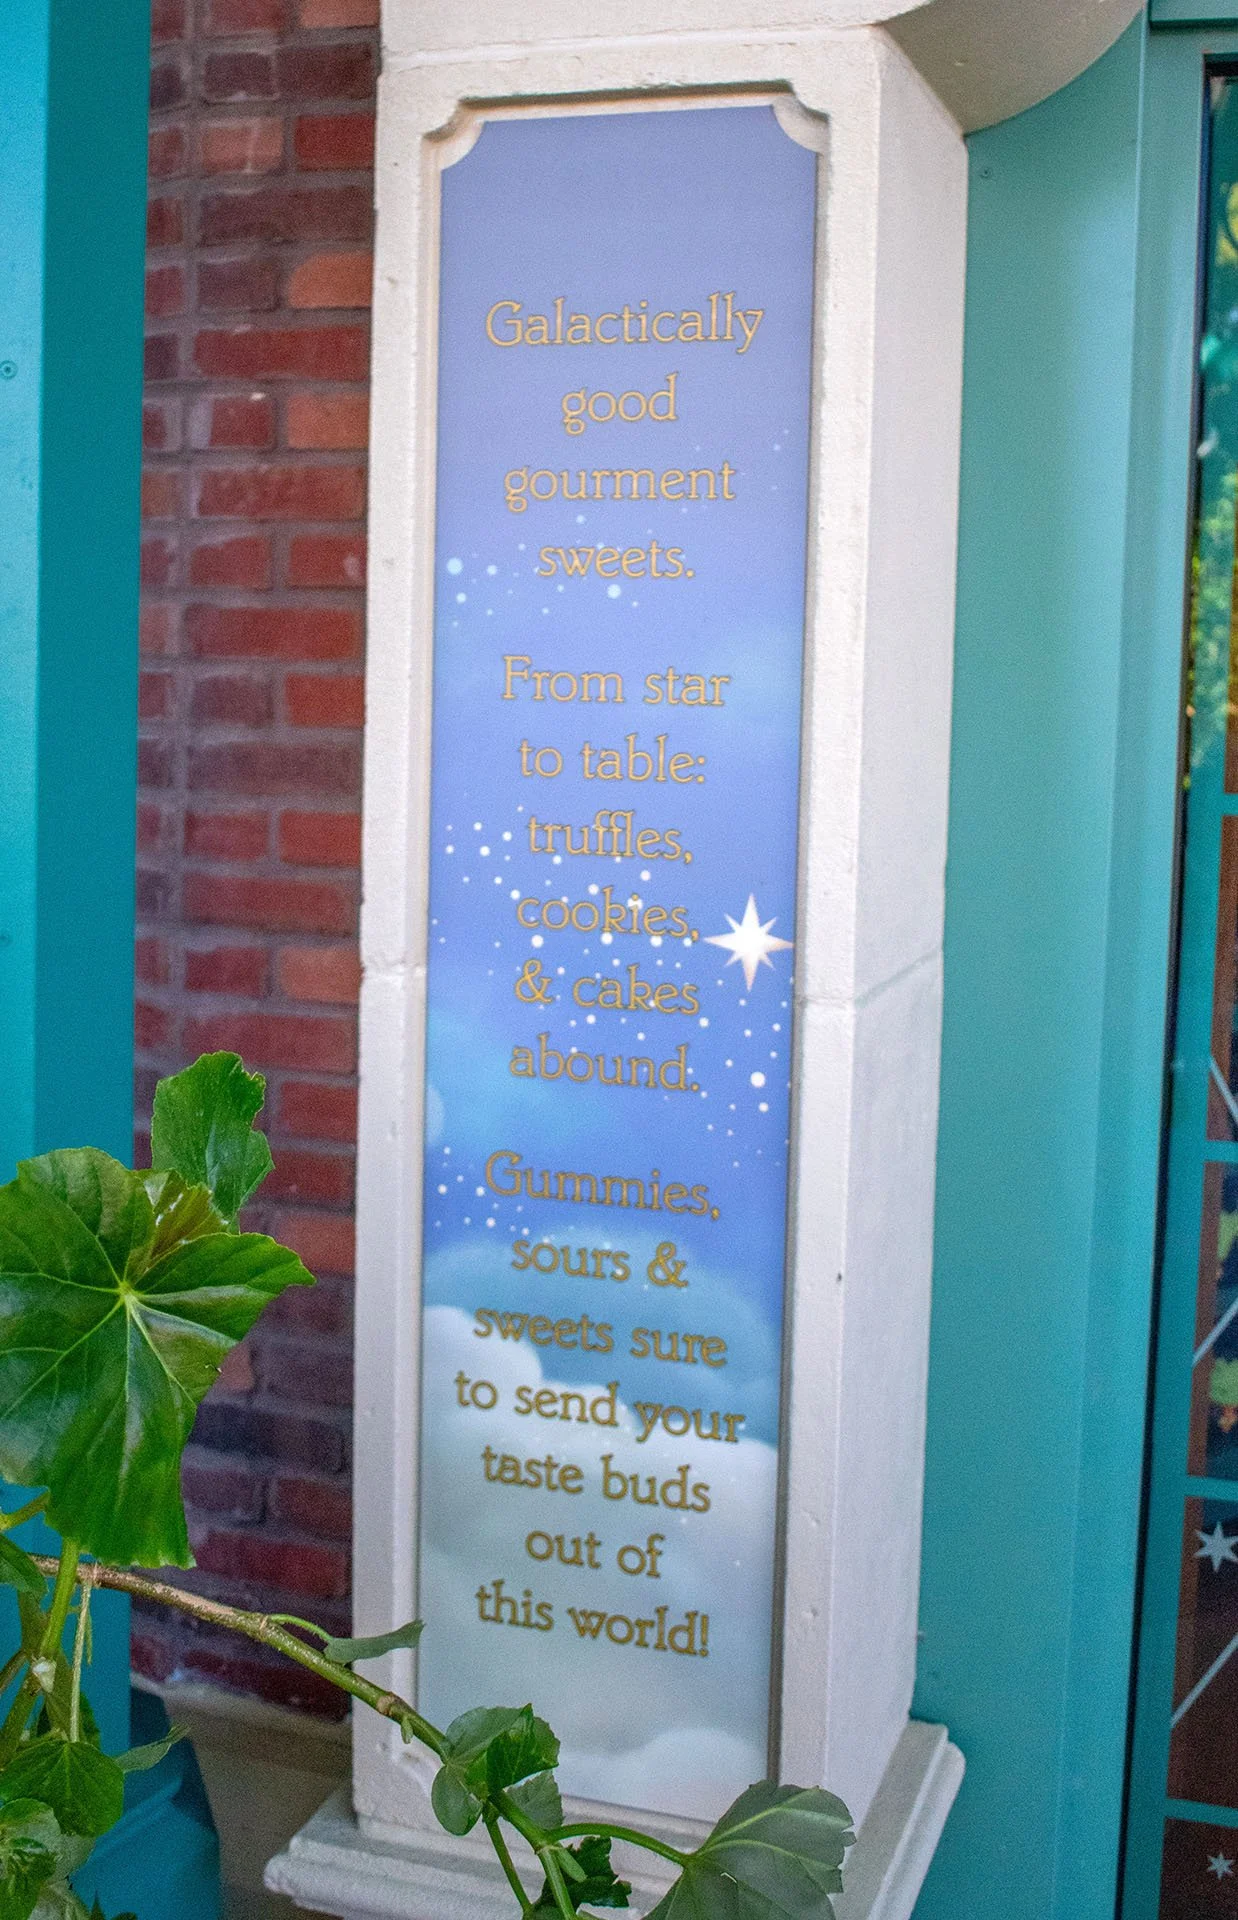 Galactically
good
gourment
sweets.
From star
to table:
truffles,
cookies,
& cakes
abound.
Gummies,
sours &
sweets sure
to send your
taste buds
out of
this world!